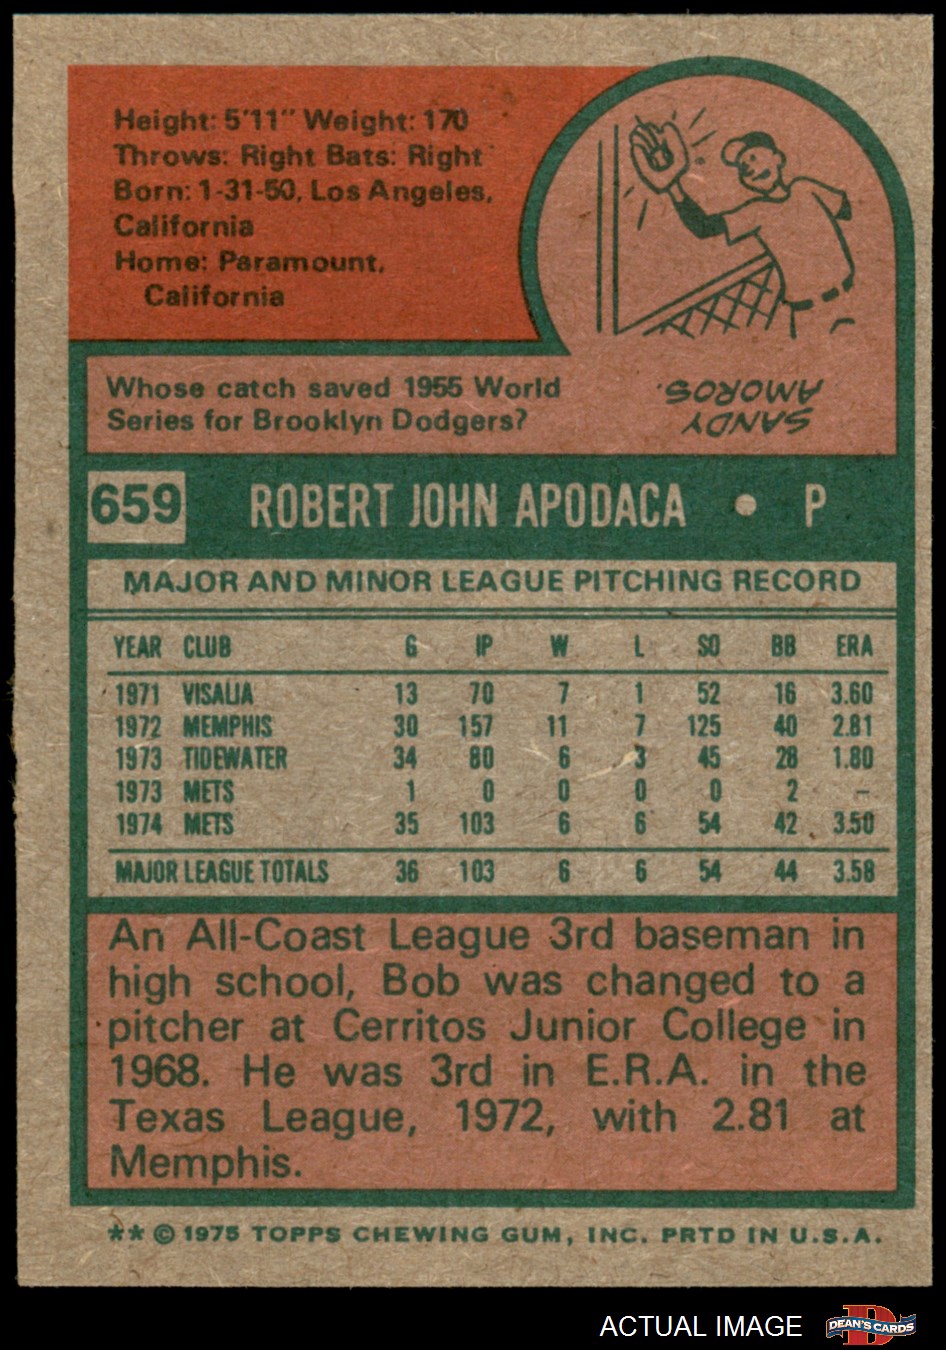 Height: 5'11" Weight: 170
Throws: Right Bats: Right
Born: 1-31-50, Los Angeles,
California
Home: Paramount,
California
Whose catch saved 1955 World
Series for Brooklyn Dodgers?
SANDY
AMOROS.
659 ROBERT JOHN APODACA • P
MAJOR AND MINOR LEAGUE PITCHING RECORD
YEAR CLUB G IP W L SO BB ERA
1971 VISALIA 13 70 7 1 52 16 3.60
1972 MEMPHIS 30 157 11 7 125 40 2.81
1973 TIDEWATER 34 80 6 3 45 28 1.80
1973 METS 1 0 0 0 0 2 –
1974 METS 35 103 6 6 54 42 3.50
MAJOR LEAGUE TOTALS 36 103 6 6 54 44 3.58
An All-Coast League 3rd baseman in
high school, Bob was changed to a
pitcher at Cerritos Junior College in
1968. He was 3rd in E.R.A. in the
Texas League, 1972, with 2.81 at
Memphis.
** © 1975 TOPPS CHEWING GUM, INC. PRTD IN U.S.A.
ACTUAL IMAGE
D
DEAN'S CARDS